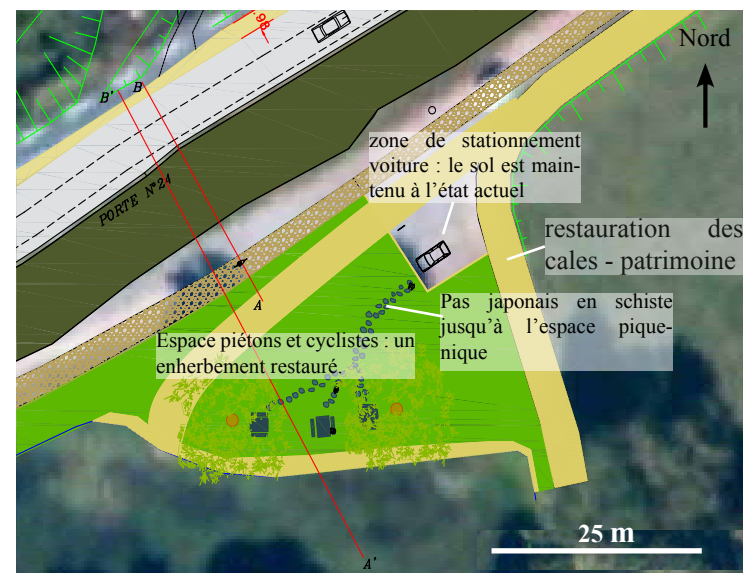 98
Nord
B'
B
zone de stationnement
voiture : le sol est main-
tenu à l'état actuel
PORTE N°24
restauration des
cales - patrimoine
A
Pas japonais en schiste
jusqu'à l'espace pique-
nique
Espace piétons et cyclistes : un
enherbement restauré.
25 m
A'